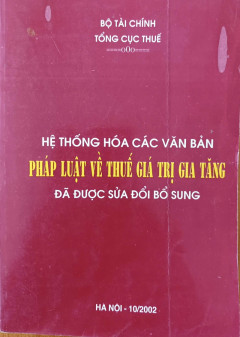 BỘ TÀI CHÍNH
TỔNG CỤC THUẾ
=====o0o=====
HỆ THỐNG HÓA CÁC VĂN BẢN
PHÁP LUẬT VỀ THUẾ GIÁ TRỊ GIA TĂNG
ĐÃ ĐƯỢC SỬA ĐỔI BỔ SUNG
HÀ NỘI - 10/2002